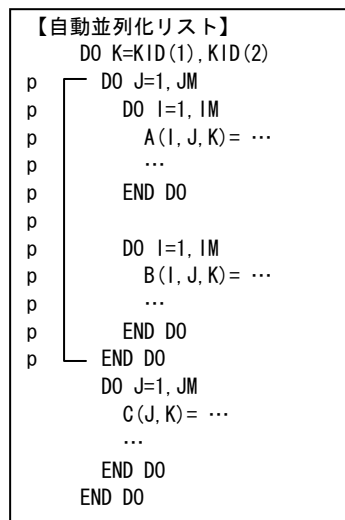 【自動並列化リスト】
DO K=KID(1),KID(2)
p DO J=1,JM
p DO I=1,IM
p A(I,J,K)= …
p …
p END DO
p
p DO I=1,IM
p B(I,J,K)= …
p …
p END DO
p END DO
DO J=1,JM
C(J,K)= …
…
END DO
END DO